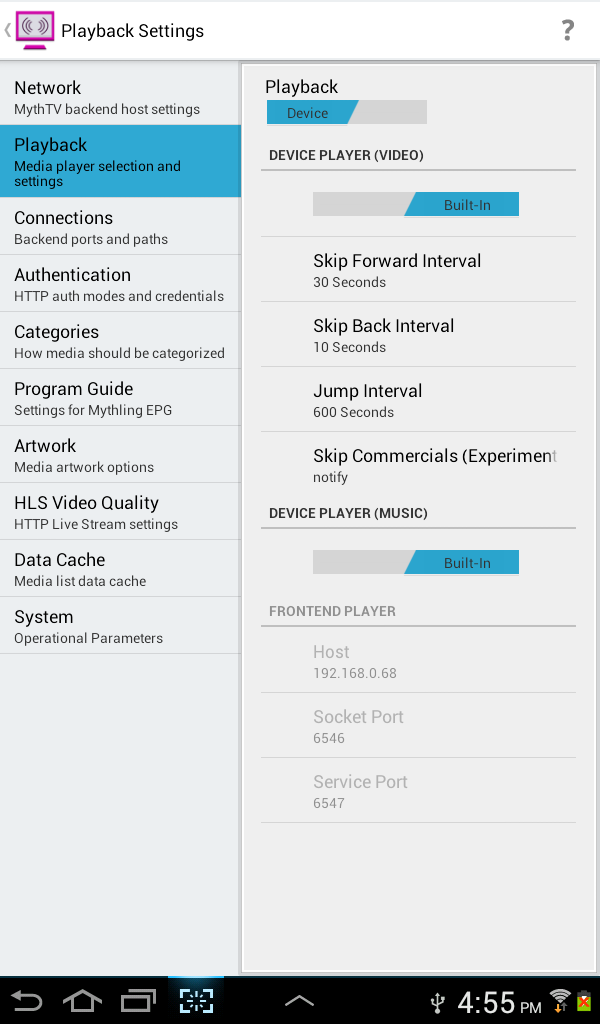 Playback Settings
?
Network
MythTV backend host settings
Playback
Media player selection and
settings
Connections
Backend ports and paths
Authentication
HTTP auth modes and credentials
Categories
How media should be categorized
Program Guide
Settings for Mythling EPG
Artwork
Media artwork options
HLS Video Quality
HTTP Live Stream settings
Data Cache
Media list data cache
System
Operational Parameters
Playback
Device
DEVICE PLAYER (VIDEO)
Built-In
Skip Forward Interval
30 Seconds
Skip Back Interval
10 Seconds
Jump Interval
600 Seconds
Skip Commercials (Experiment
notify
DEVICE PLAYER (MUSIC)
Built-In
FRONTEND PLAYER
Host
192.168.0.68
Socket Port
6546
Service Port
6547
4:55 PM